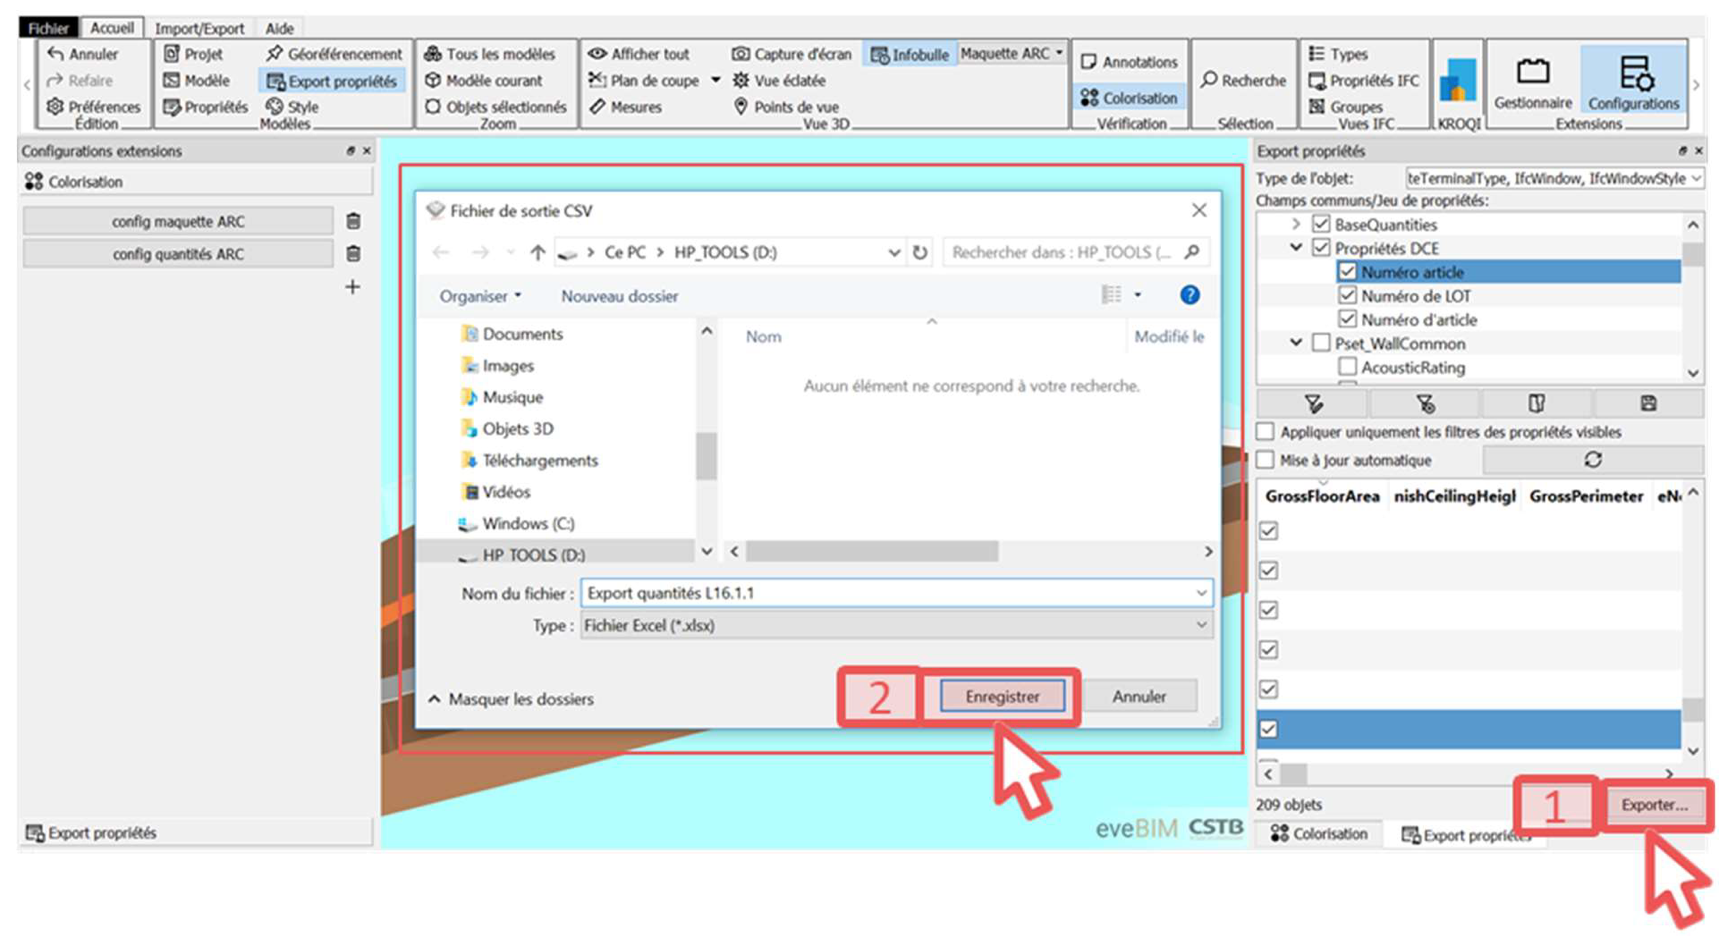 Fichier Accueil Import/Export Aide
Annuler Projet Géoréférencement Tous les modèles Afficher tout Capture d'écran Infobulle Maquette ARC Annotations Types
Refaire Modèle Export propriétés Modèle courant Plan de coupe Vue éclatée Colorisation Recherche Propriétés IFC
Préférences Propriétés Style Objets sélectionnés Mesures Points de vue Groupes Gestionnaire Configurations
Édition Modèles Zoom Vue 3D Vérification Sélection Vues IFC KROQI Extensions
Configurations extensions
Colorisation
config maquette ARC
config quantités ARC
Export propriétés
Fichier de sortie CSV
Ce PC > HP_TOOLS (D:) Rechercher dans : HP_TOOLS (...
Organiser Nouveau dossier
Documents
Images
Musique
Objets 3D
Téléchargements
Vidéos
Windows (C:)
HP_TOOLS (D:)
Nom Modifié le
Aucun élément ne correspond à votre recherche.
Nom du fichier : Export quantités L16.1.1
Type : Fichier Excel (*.xlsx)
Masquer les dossiers 2 Enregistrer Annuler
eveBIM CSTB
Export propriétés
Type de l'objet: teTerminalType, IfcWindow, IfcWindowStyle
Champs communs/Jeu de propriétés:
BaseQuantities
Propriétés DCE
Numéro article
Numéro de LOT
Numéro d'article
Pset_WallCommon
AcousticRating
Appliquer uniquement les filtres des propriétés visibles
Mise à jour automatique
GrossFloorArea nishCeilingHeigl GrossPerimeter
209 objets 1 Exporter...
Colorisation Export propriétés